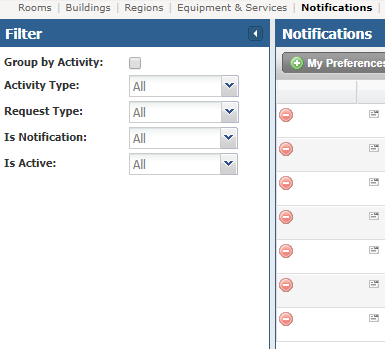 Rooms | Buildings | Regions | Equipment & Services | Notifications |
Filter
Group by Activity:
Activity Type: All
Request Type: All
Is Notification: All
Is Active: All
Notifications
My Preferences